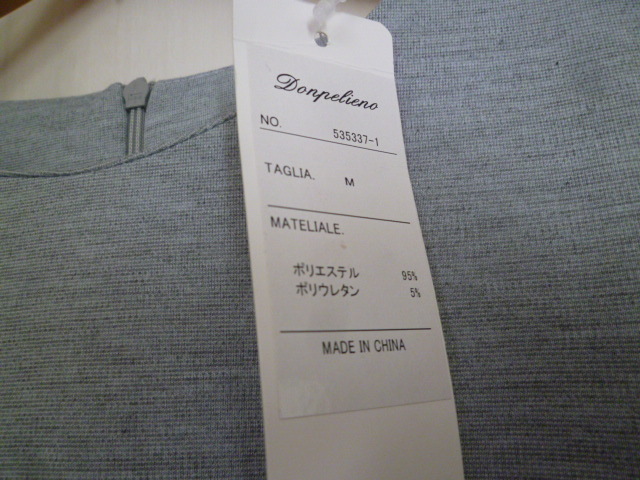 Donpelieno
NO. 535337-1
TAGLIA. M
MATELIALE.
ポリエステル 95%
ポリウレタン 5%
MADE IN CHINA